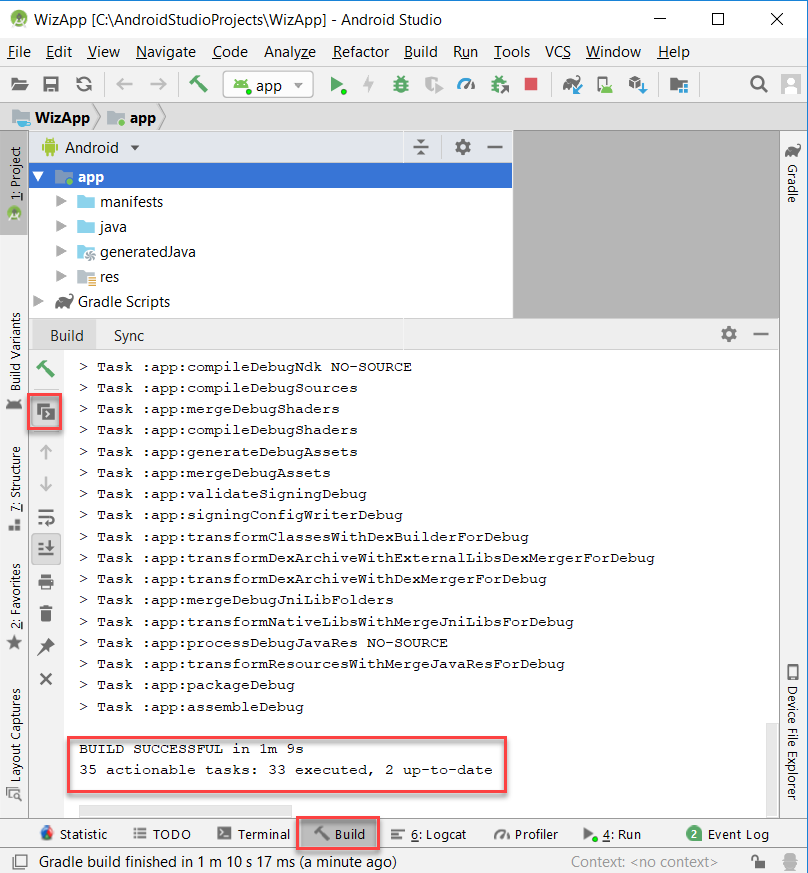 WizApp [C:\AndroidStudioProjects\WizApp] - Android Studio
File Edit View Navigate Code Analyze Refactor Build Run Tools VCS Window Help
app
WizApp app
1: Project
Android
Gradle
app
manifests
java
generatedJava
res
Gradle Scripts
Build Variants
Build Sync
> Task :app:compileDebugNdk NO-SOURCE
> Task :app:compileDebugSources
> Task :app:mergeDebugShaders
> Task :app:compileDebugShaders
> Task :app:generateDebugAssets
> Task :app:mergeDebugAssets
> Task :app:validateSigningDebug
> Task :app:signingConfigWriterDebug
> Task :app:transformClassesWithDexBuilderForDebug
> Task :app:transformDexArchiveWithExternalLibsDexMergerForDebug
> Task :app:transformDexArchiveWithDexMergerForDebug
> Task :app:mergeDebugJniLibFolders
> Task :app:transformNativeLibsWithMergeJniLibsForDebug
> Task :app:processDebugJavaRes NO-SOURCE
> Task :app:transformResourcesWithMergeJavaResForDebug
> Task :app:packageDebug
> Task :app:assembleDebug
BUILD SUCCESSFUL in 1m 9s
35 actionable tasks: 33 executed, 2 up-to-date
7: Structure
2: Favorites
Layout Captures
Device File Explorer
Statistic TODO Terminal Build 6: Logcat Profiler 4: Run 2 Event Log
Gradle build finished in 1 m 10 s 17 ms (a minute ago) Context: <no context>